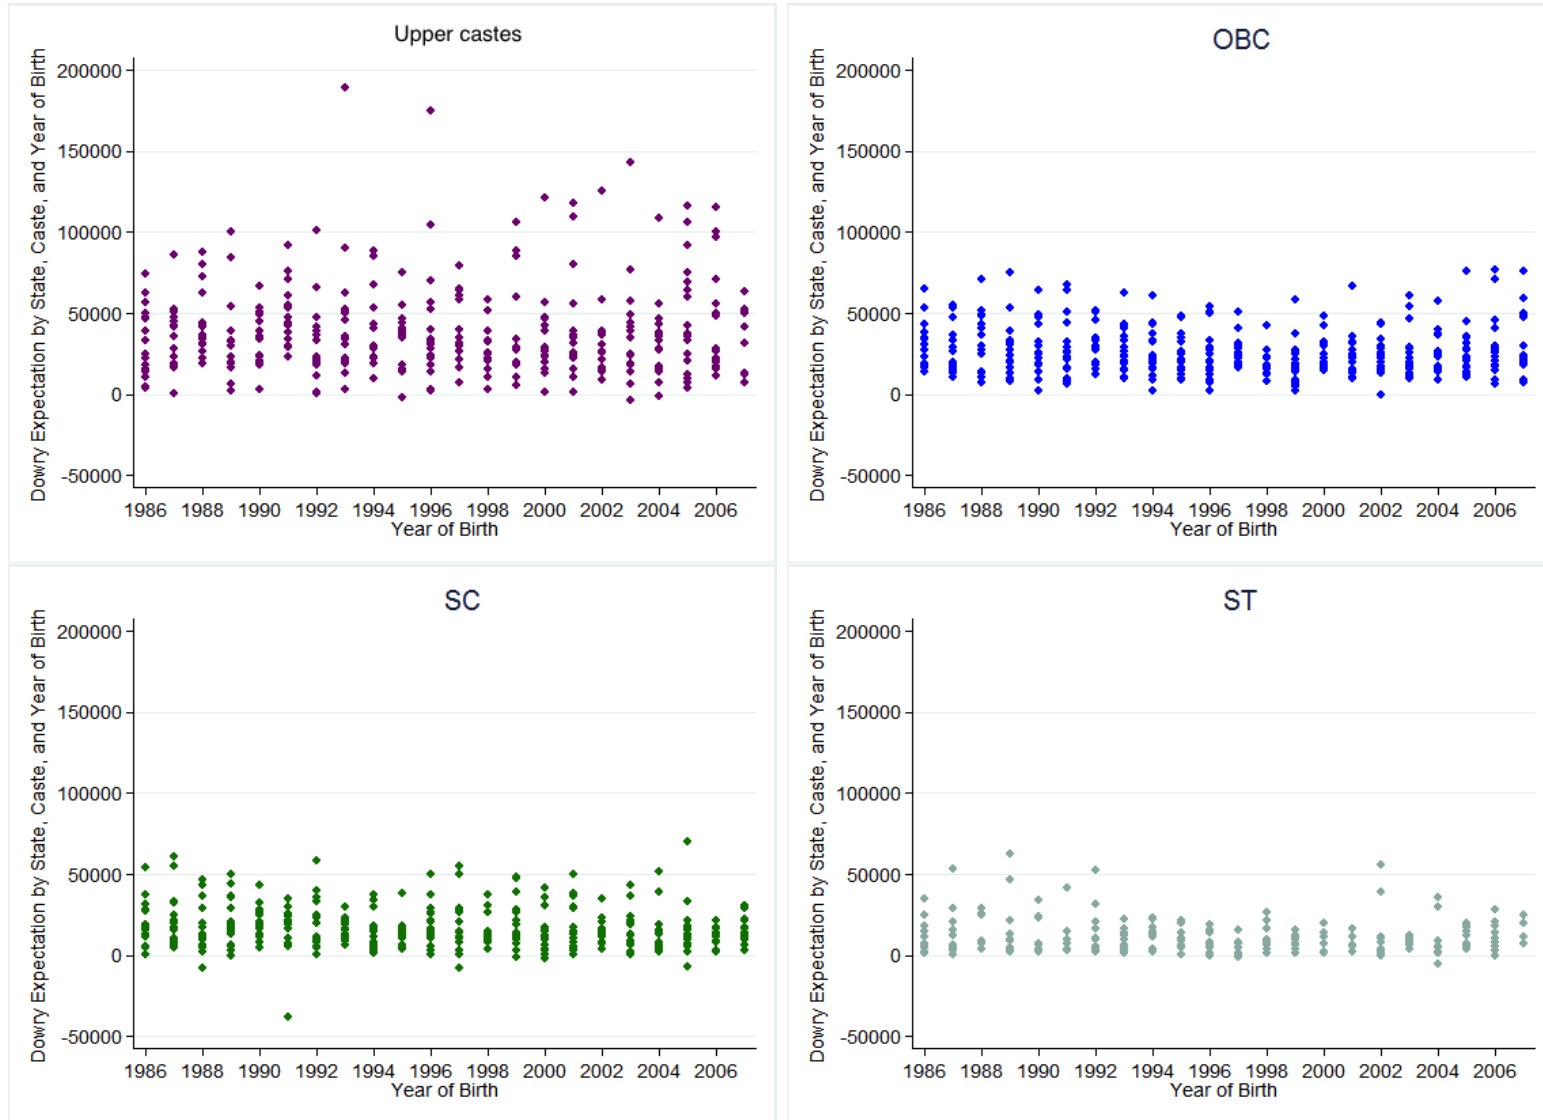 Upper castes
Dowry Expectation by State, Caste, and Year of Birth
200000
150000
100000
50000
0
-50000
1986 1988 1990 1992 1994 1996 1998 2000 2002 2004 2006
Year of Birth
OBC
Dowry Expectation by State, Caste, and Year of Birth
200000
150000
100000
50000
0
-50000
1986 1988 1990 1992 1994 1996 1998 2000 2002 2004 2006
Year of Birth
SC
Dowry Expectation by State, Caste, and Year of Birth
200000
150000
100000
50000
0
-50000
1986 1988 1990 1992 1994 1996 1998 2000 2002 2004 2006
Year of Birth
ST
Dowry Expectation by State, Caste, and Year of Birth
200000
150000
100000
50000
0
-50000
1986 1988 1990 1992 1994 1996 1998 2000 2002 2004 2006
Year of Birth